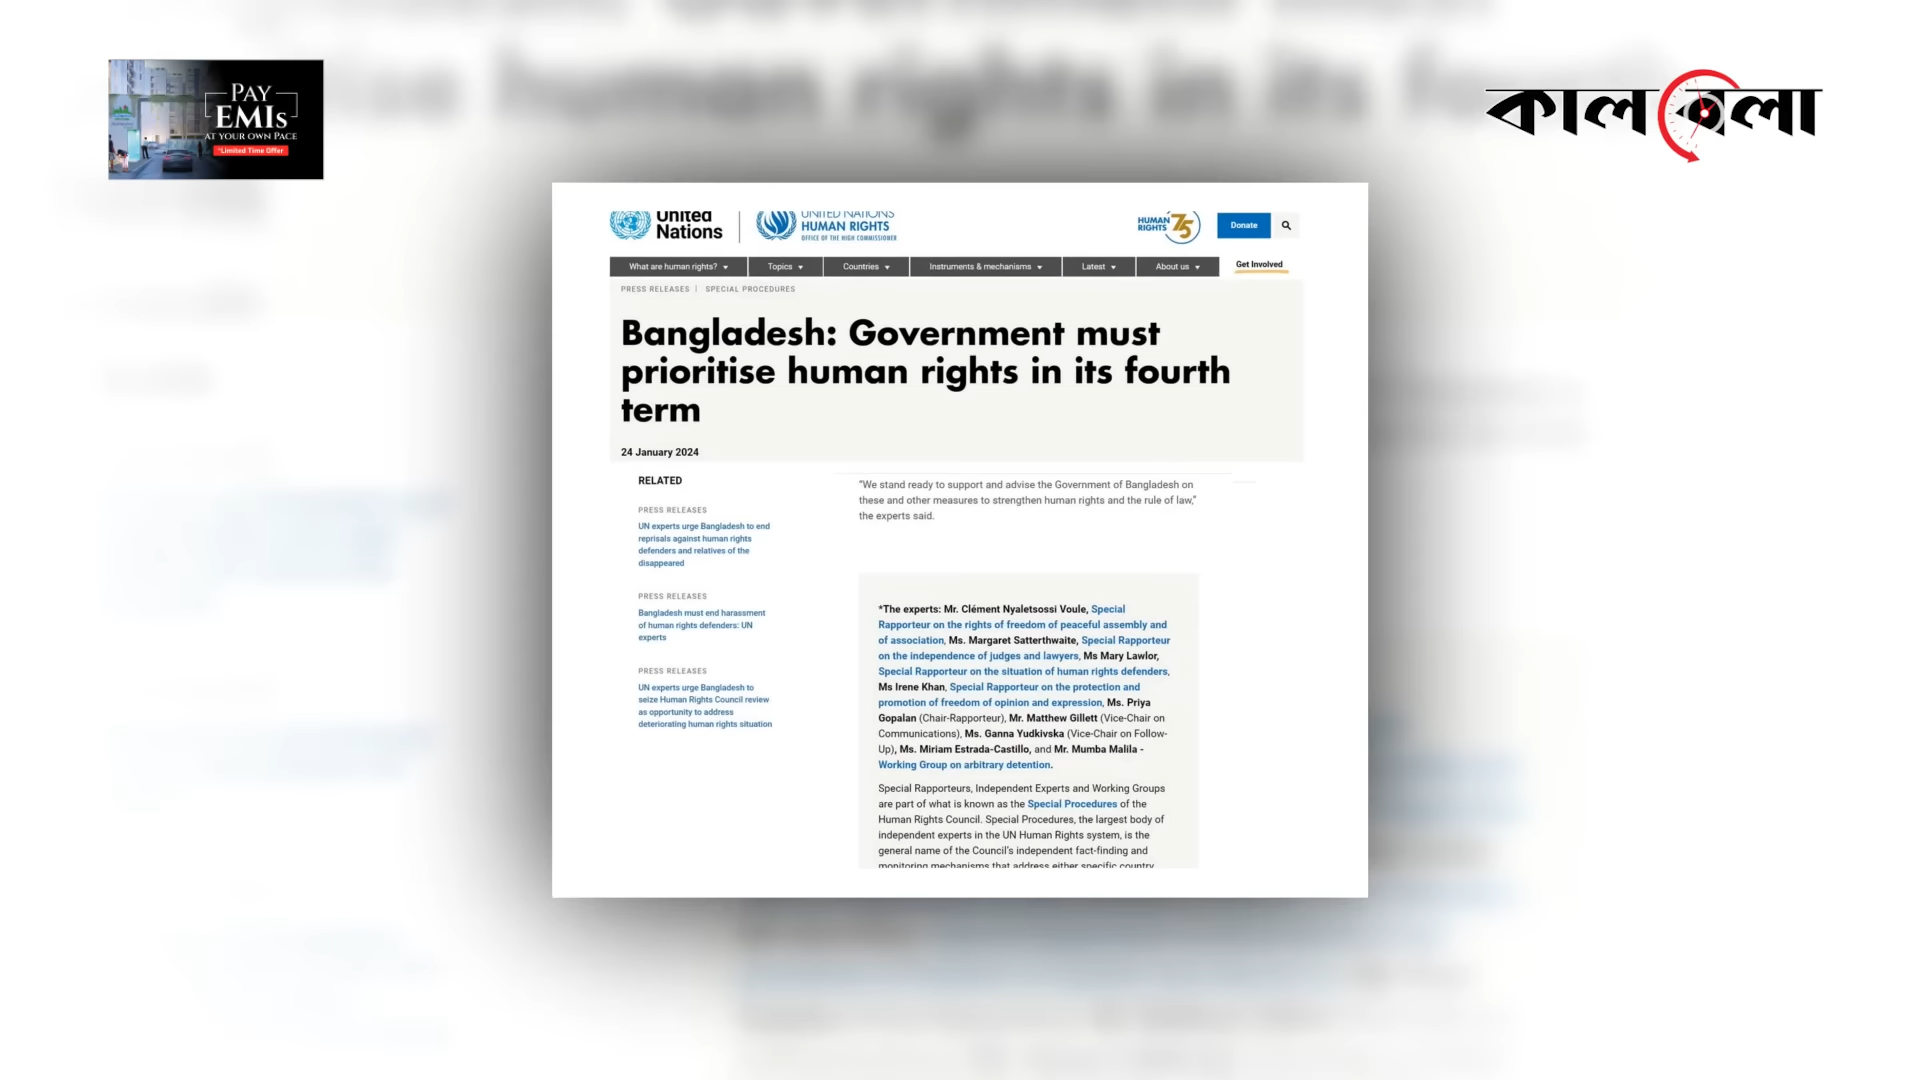 PAY
EMIs
AT YOUR OWN PACE
*Limited Time Offer
কালবেলা
United
Nations
UNITED NATIONS
HUMAN RIGHTS
OFFICE OF THE HIGH COMMISSIONER
HUMAN
RIGHTS 75
Donate
What are human rights?
Topics
Countries
Instruments & mechanisms
Latest
About us
Get Involved
PRESS RELEASES | SPECIAL PROCEDURES
Bangladesh: Government must
prioritise human rights in its fourth
term
24 January 2024
RELATED
PRESS RELEASES
UN experts urge Bangladesh to end
reprisals against human rights
defenders and relatives of the
disappeared
PRESS RELEASES
Bangladesh must end harassment
of human rights defenders: UN
experts
PRESS RELEASES
UN experts urge Bangladesh to
seize Human Rights Council review
as opportunity to address
deteriorating human rights situation
“We stand ready to support and advise the Government of Bangladesh on
these and other measures to strengthen human rights and the rule of law,”
the experts said.
*The experts: Mr. Clément Nyaletsossi Voule, Special
Rapporteur on the rights of freedom of peaceful assembly and
of association, Ms. Margaret Satterthwaite, Special Rapporteur
on the independence of judges and lawyers, Ms Mary Lawlor,
Special Rapporteur on the situation of human rights defenders,
Ms Irene Khan, Special Rapporteur on the protection and
promotion of freedom of opinion and expression, Ms. Priya
Gopalan (Chair-Rapporteur), Mr. Matthew Gillett (Vice-Chair on
Communications), Ms. Ganna Yudkivska (Vice-Chair on Follow-
Up), Ms. Miriam Estrada-Castillo, and Mr. Mumba Malila -
Working Group on arbitrary detention.
Special Rapporteurs, Independent Experts and Working Groups
are part of what is known as the Special Procedures of the
Human Rights Council. Special Procedures, the largest body of
independent experts in the UN Human Rights system, is the
general name of the Council’s independent fact-finding and
monitoring mechanisms that address either specific country